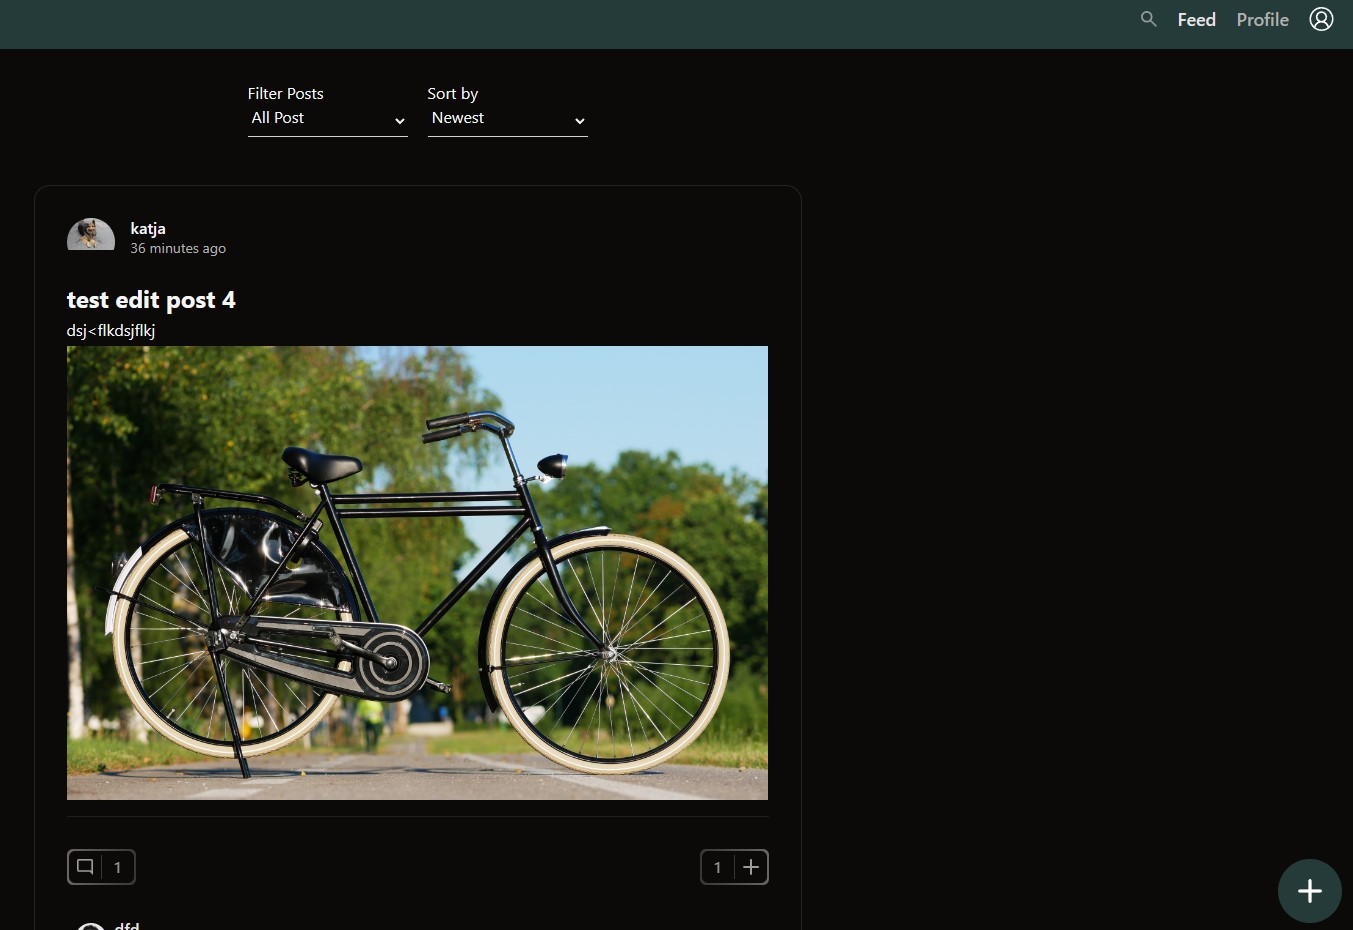 Feed Profile
Filter Posts Sort by
All Post Newest
katja
36 minutes ago
test edit post 4
dsj<flkdsjflkj
1 1
dfd